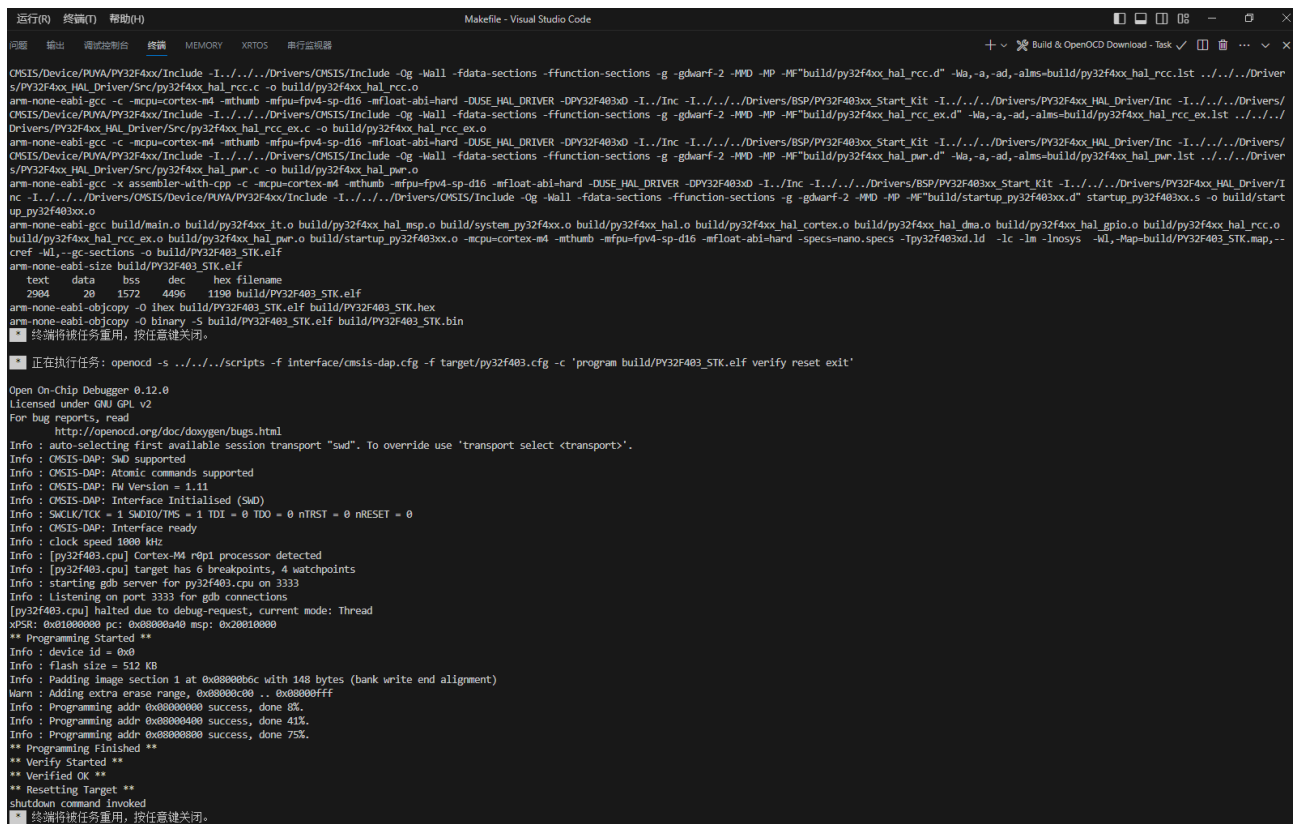 运行(R) 终端(T) 帮助(H) Makefile - Visual Studio Code
问题 输出 调试控制台 终端 MEMORY XRTOS 串行监视器 Build & OpenOCD Download - Task
CMSIS/Device/PUYA/PY32F4xx/Include -I../../../Drivers/CMSIS/Include -Og -Wall -fdata-sections -ffunction-sections -g -gdwarf-2 -MMD -MP -MF"build/py32f4xx_hal_rcc.d" -Wa,-a,-ad,-alms=build/py32f4xx_hal_rcc.lst ../../../Driver
s/PY32F4xx_HAL_Driver/Src/py32f4xx_hal_rcc.c -o build/py32f4xx_hal_rcc.o
arm-none-eabi-gcc -c -mcpu=cortex-m4 -mthumb -mfpu=fpv4-sp-d16 -mfloat-abi=hard -DUSE_HAL_DRIVER -DPY32F403xD -I../Inc -I../../../Drivers/BSP/PY32F403xx_Start_Kit -I../../../Drivers/PY32F4xx_HAL_Driver/Inc -I../../../Drivers/
CMSIS/Device/PUYA/PY32F4xx/Include -I../../../Drivers/CMSIS/Include -Og -Wall -fdata-sections -ffunction-sections -g -gdwarf-2 -MMD -MP -MF"build/py32f4xx_hal_rcc_ex.d" -Wa,-a,-ad,-alms=build/py32f4xx_hal_rcc_ex.lst ../../../
Drivers/PY32F4xx_HAL_Driver/Src/py32f4xx_hal_rcc_ex.c -o build/py32f4xx_hal_rcc_ex.o
arm-none-eabi-gcc -c -mcpu=cortex-m4 -mthumb -mfpu=fpv4-sp-d16 -mfloat-abi=hard -DUSE_HAL_DRIVER -DPY32F403xD -I../Inc -I../../../Drivers/BSP/PY32F403xx_Start_Kit -I../../../Drivers/PY32F4xx_HAL_Driver/Inc -I../../../Drivers/
CMSIS/Device/PUYA/PY32F4xx/Include -I../../../Drivers/CMSIS/Include -Og -Wall -fdata-sections -ffunction-sections -g -gdwarf-2 -MMD -MP -MF"build/py32f4xx_hal_pwr.d" -Wa,-a,-ad,-alms=build/py32f4xx_hal_pwr.lst ../../../Driver
s/PY32F4xx_HAL_Driver/Src/py32f4xx_hal_pwr.c -o build/py32f4xx_hal_pwr.o
arm-none-eabi-gcc -x assembler-with-cpp -c -mcpu=cortex-m4 -mthumb -mfpu=fpv4-sp-d16 -mfloat-abi=hard -DUSE_HAL_DRIVER -DPY32F403xD -I../Inc -I../../../Drivers/BSP/PY32F403xx_Start_Kit -I../../../Drivers/PY32F4xx_HAL_Driver/I
nc -I../../../Drivers/CMSIS/Device/PUYA/PY32F4xx/Include -I../../../Drivers/CMSIS/Include -Og -Wall -fdata-sections -ffunction-sections -g -gdwarf-2 -MMD -MP -MF"build/startup_py32f403xx.d" startup_py32f403xx.s -o build/start
up_py32f403xx.o
arm-none-eabi-gcc build/main.o build/py32f4xx_it.o build/py32f4xx_hal_msp.o build/system_py32f4xx.o build/py32f4xx_hal.o build/py32f4xx_hal_cortex.o build/py32f4xx_hal_dma.o build/py32f4xx_hal_gpio.o build/py32f4xx_hal_rcc.o
build/py32f4xx_hal_rcc_ex.o build/py32f4xx_hal_pwr.o build/startup_py32f403xx.o -mcpu=cortex-m4 -mthumb -mfpu=fpv4-sp-d16 -mfloat-abi=hard -specs=nano.specs -Tpy32f403xd.ld -lc -lm -lnosys -Wl,-Map=build/PY32F403_STK.map,--
cref -Wl,--gc-sections -o build/PY32F403_STK.elf
arm-none-eabi-size build/PY32F403_STK.elf
text data bss dec hex filename
2904 20 1572 4496 1190 build/PY32F403_STK.elf
arm-none-eabi-objcopy -O ihex build/PY32F403_STK.elf build/PY32F403_STK.hex
arm-none-eabi-objcopy -O binary -S build/PY32F403_STK.elf build/PY32F403_STK.bin
* 终端将被任务重用，按任意键关闭。
* 正在执行任务: openocd -s ../../../scripts -f interface/cmsis-dap.cfg -f target/py32f403.cfg -c 'program build/PY32F403_STK.elf verify reset exit'
Open On-Chip Debugger 0.12.0
Licensed under GNU GPL v2
For bug reports, read
http://openocd.org/doc/doxygen/bugs.html
Info : auto-selecting first available session transport "swd". To override use 'transport select <transport>'.
Info : CMSIS-DAP: SWD supported
Info : CMSIS-DAP: Atomic commands supported
Info : CMSIS-DAP: FW Version = 1.11
Info : CMSIS-DAP: Interface Initialised (SWD)
Info : SWCLK/TCK = 1 SWDIO/TMS = 1 TDI = 0 TDO = 0 nTRST = 0 nRESET = 0
Info : CMSIS-DAP: Interface ready
Info : clock speed 1000 kHz
Info : [py32f403.cpu] Cortex-M4 r0p1 processor detected
Info : [py32f403.cpu] target has 6 breakpoints, 4 watchpoints
Info : starting gdb server for py32f403.cpu on 3333
Info : Listening on port 3333 for gdb connections
[py32f403.cpu] halted due to debug-request, current mode: Thread
xPSR: 0x01000000 pc: 0x08000a40 msp: 0x20010000
** Programming Started **
Info : device id = 0x0
Info : flash size = 512 KB
Info : Padding image section 1 at 0x08000b6c with 148 bytes (bank write end alignment)
Warn : Adding extra erase range, 0x08000c00 .. 0x08000fff
Info : Programming addr 0x08000000 success, done 8%.
Info : Programming addr 0x08000400 success, done 41%.
Info : Programming addr 0x08000800 success, done 75%.
** Programming Finished **
** Verify Started **
** Verified OK **
** Resetting Target **
shutdown command invoked
* 终端将被任务重用，按任意键关闭。